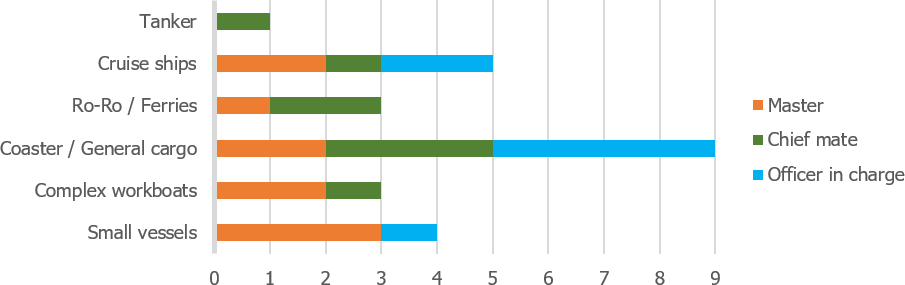 Tanker
Cruise ships
Ro-Ro / Ferries
Coaster / General cargo
Complex workboats
Small vessels
0 1 2 3 4 5 6 7 8 9
Master
Chief mate
Officer in charge